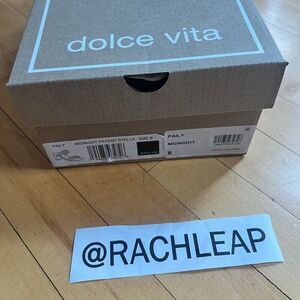 dolce vita
PAILY MIDNIGHT PATENT STELLA SIZE 8
PAILY
MIDNIGHT
8
@RACHLEAP